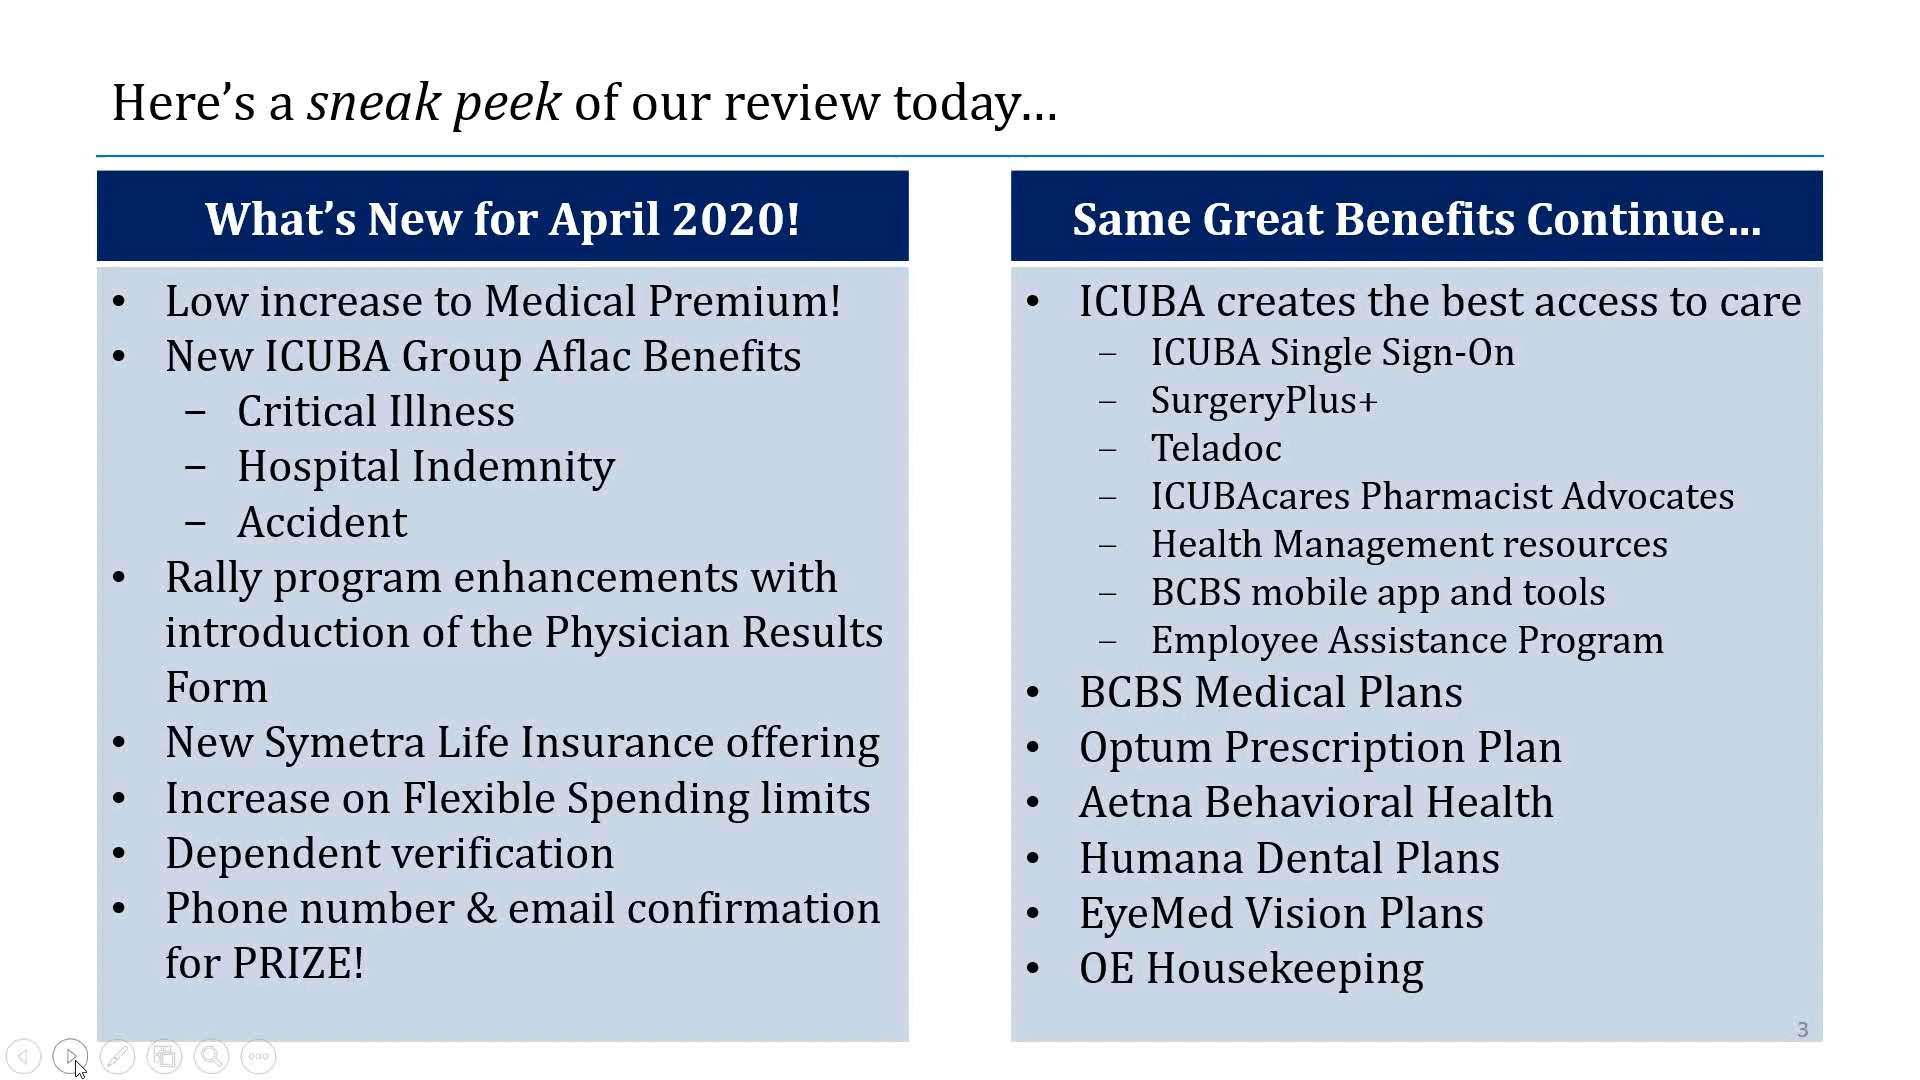 Here’s a sneak peek of our review today…
What’s New for April 2020!
• Low increase to Medical Premium!
• New ICUBA Group Aflac Benefits
– Critical Illness
– Hospital Indemnity
– Accident
• Rally program enhancements with
introduction of the Physician Results
Form
• New Symetra Life Insurance offering
• Increase on Flexible Spending limits
• Dependent verification
• Phone number & email confirmation
for PRIZE!
Same Great Benefits Continue…
• ICUBA creates the best access to care
– ICUBA Single Sign-On
– SurgeryPlus+
– Teladoc
– ICUBAcares Pharmacist Advocates
– Health Management resources
– BCBS mobile app and tools
– Employee Assistance Program
• BCBS Medical Plans
• Optum Prescription Plan
• Aetna Behavioral Health
• Humana Dental Plans
• EyeMed Vision Plans
• OE Housekeeping
3